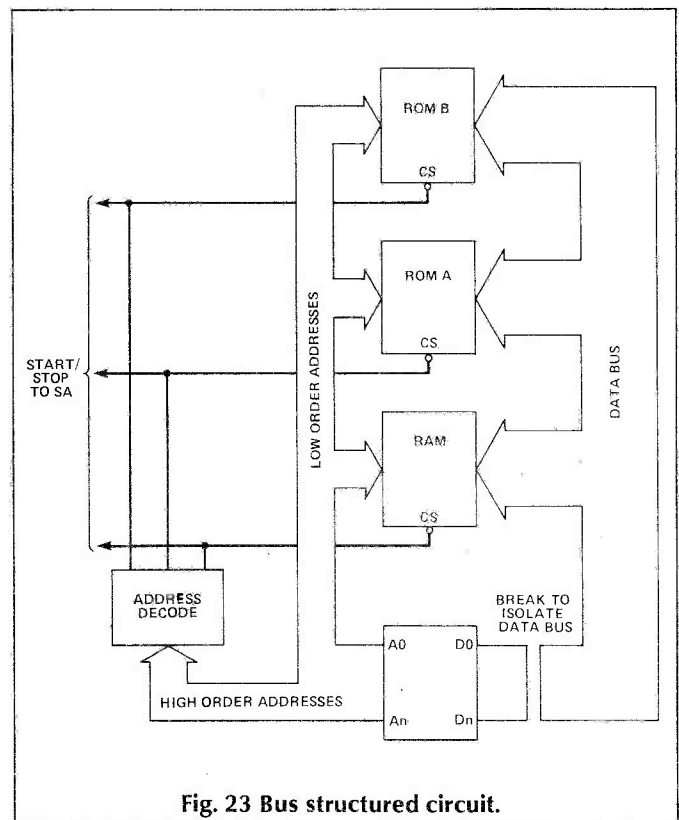 ROM B
CS
ROM A
CS
START/
STOP
TO SA
LOW ORDER ADDRESSES
DATA BUS
RAM
CS
ADDRESS
DECODE
BREAK TO
ISOLATE
DATA BUS
A0 D0
HIGH ORDER ADDRESSES
An Dn
Fig. 23 Bus structured circuit.